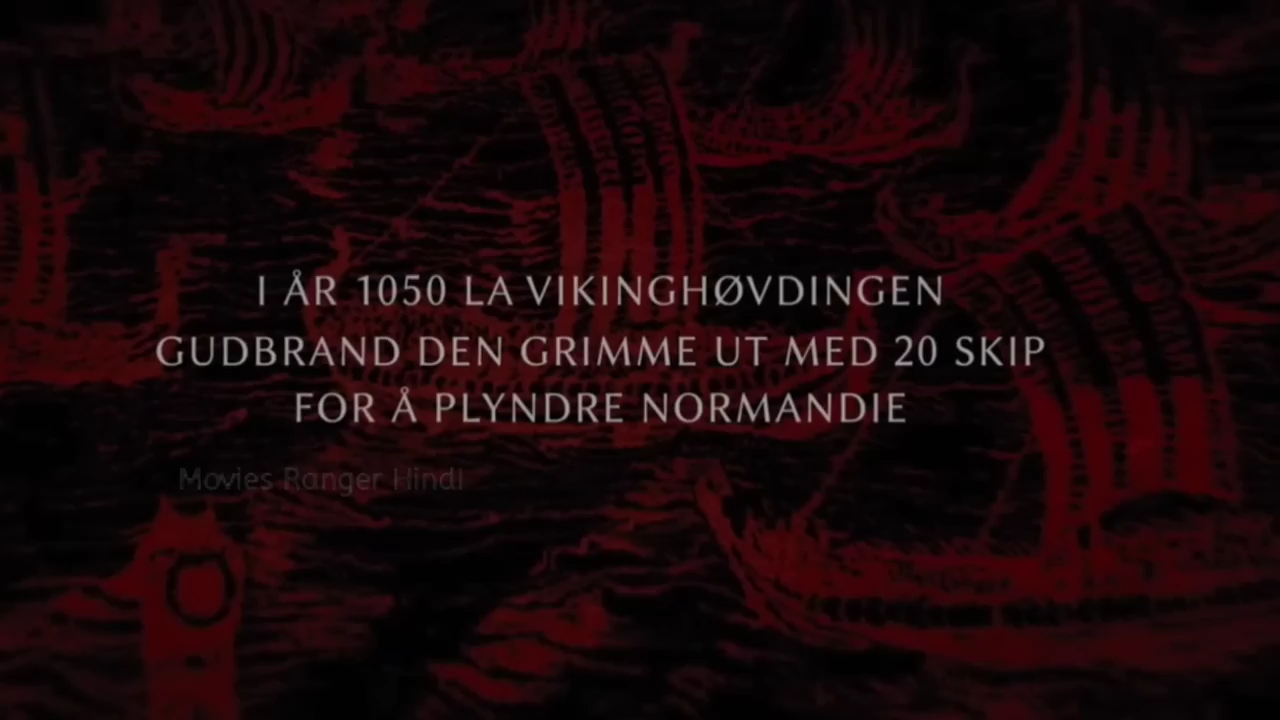 I ÅR 1050 LA VIKINGHØVDINGEN
GUDBRAND DEN GRIMME UT MED 20 SKIP
FOR Å PLYNDRE NORMANDIE
Movies Ranger Hindi